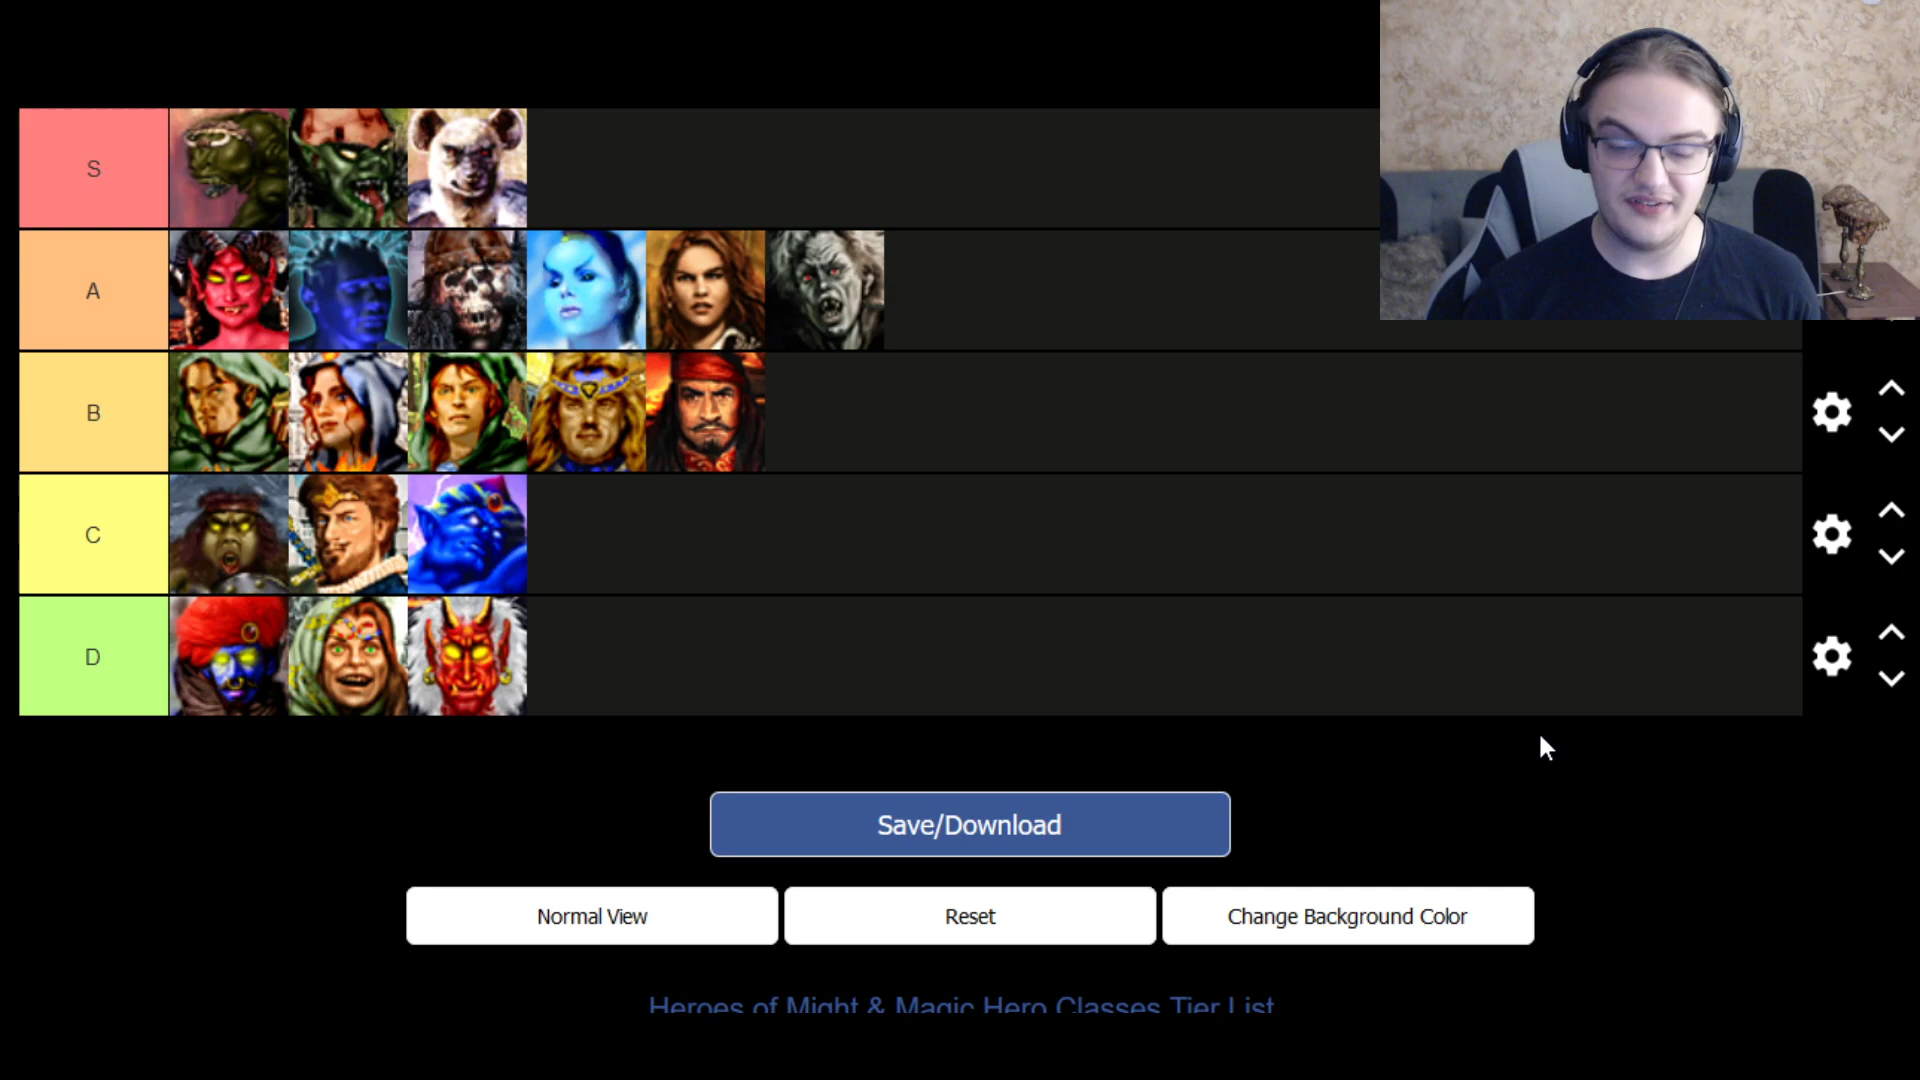 S
A
B
C
D
Save/Download
Normal View
Reset
Change Background Color
Heroes of Might & Magic Hero Classes Tier List